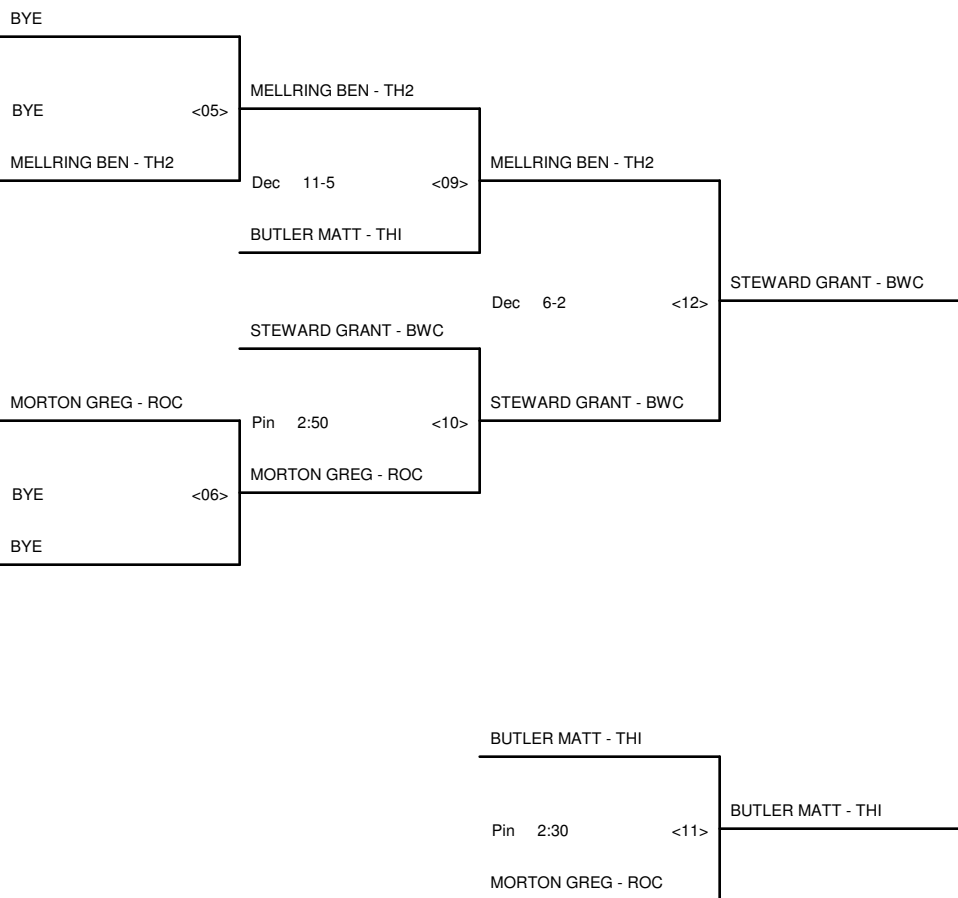 BYE
MELLRING BEN - TH2
BYE <05>
MELLRING BEN - TH2
MELLRING BEN - TH2
Dec 11-5 <09>
BUTLER MATT - THI
STEWARD GRANT - BWC
Dec 6-2 <12>
STEWARD GRANT - BWC
MORTON GREG - ROC
STEWARD GRANT - BWC
Pin 2:50 <10>
MORTON GREG - ROC
BYE <06>
BYE
BUTLER MATT - THI
BUTLER MATT - THI
Pin 2:30 <11>
MORTON GREG - ROC